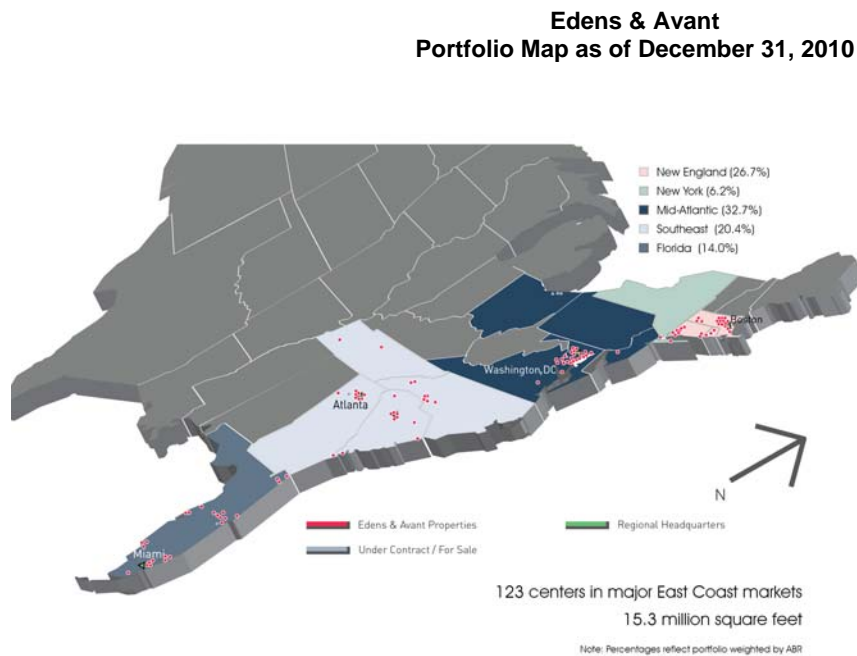 Edens & Avant
Portfolio Map as of December 31, 2010
New England (26.7%)
New York (6.2%)
Mid-Atlantic (32.7%)
Southeast (20.4%)
Florida (14.0%)
Boston
Washington,DC
Atlanta
Miami
N
Edens & Avant Properties
Regional Headquarters
Under Contract / For Sale
123 centers in major East Coast markets
15.3 million square feet
Note: Percentages reflect portfolio weighted by ABR